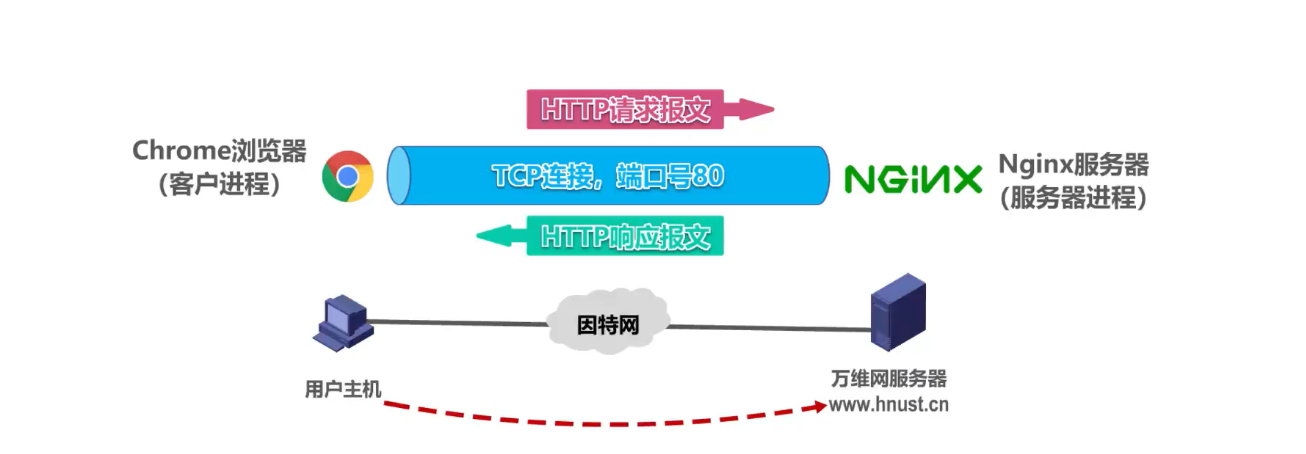 HTTP请求报文
Chrome浏览器
（客户进程）
TCP连接，端口号80
NGINX
Nginx服务器
（服务器进程）
HTTP响应报文
因特网
用户主机
万维网服务器
www.hnust.cn